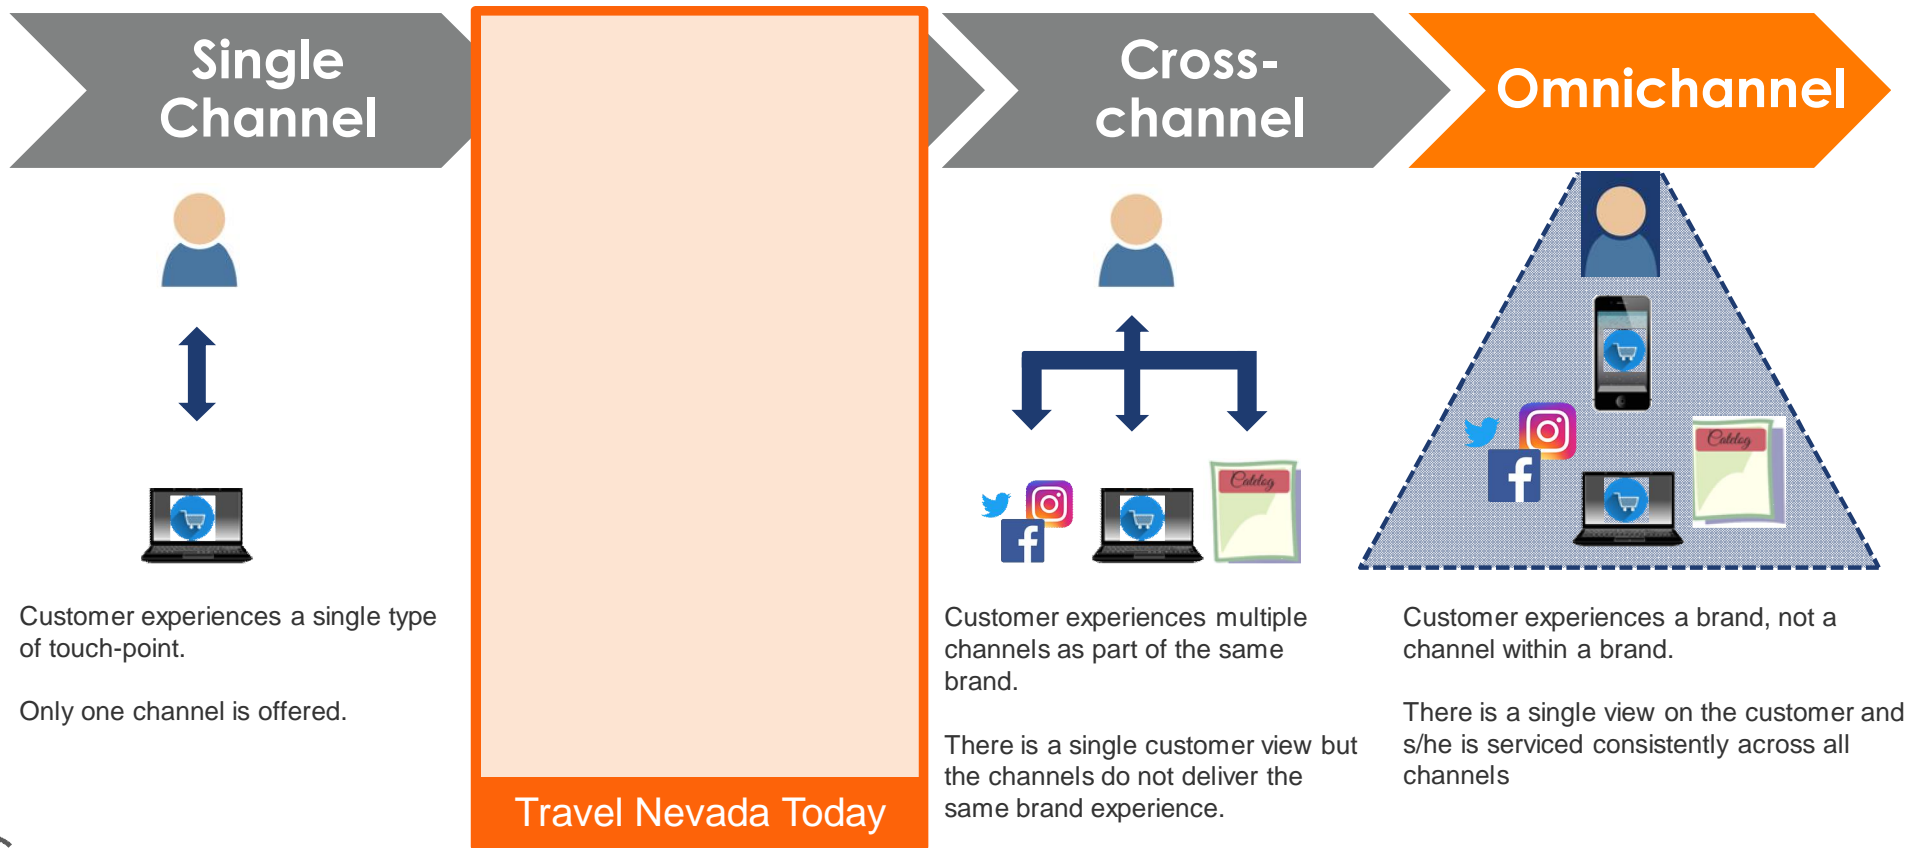 Single
Channel
Cross-
channel
Omnichannel
Catelog
Catelog
Customer experiences a single type
of touch-point.
Only one channel is offered.
Travel Nevada Today
Customer experiences multiple
channels as part of the same
brand.
There is a single customer view but
the channels do not deliver the
same brand experience.
Customer experiences a brand, not a
channel within a brand.
There is a single view on the customer and
s/he is serviced consistently across all
channels